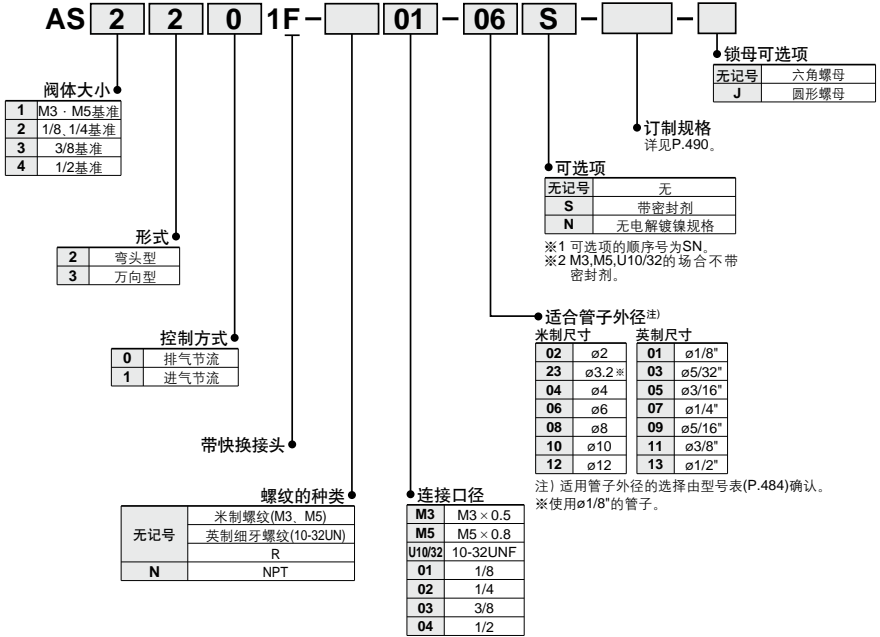 AS 2 2 0 1F - 01 - 06 S - -
锁母可选项
无记号 六角螺母
J 圆形螺母
阀体大小
1 M3・M5基准
2 1/8、1/4基准
3 3/8基准
4 1/2基准
订制规格
详见P.490。
可选项
无记号 无
S 带密封剂
N 无电解镀镍规格
※1 可选项的顺序号为SN。
※2 M3,M5,U10/32的场合不带
密封剂。
形式
2 弯头型
3 万向型
控制方式
0 排气节流
1 进气节流
适合管子外径注)
米制尺寸
02 ø2
23 ø3.2※
04 ø4
06 ø6
08 ø8
10 ø10
12 ø12
英制尺寸
01 ø1/8"
03 ø5/32"
05 ø3/16"
07 ø1/4"
09 ø5/16"
11 ø3/8"
13 ø1/2"
注) 适用管子外径的选择由型号表(P.484)确认。
※使用ø1/8"的管子。
带快换接头
螺纹的种类
无记号 米制螺纹(M3、M5)
英制细牙螺纹(10-32UN)
R
N NPT
连接口径
M3 M3×0.5
M5 M5×0.8
U10/32 10-32UNF
01 1/8
02 1/4
03 3/8
04 1/2